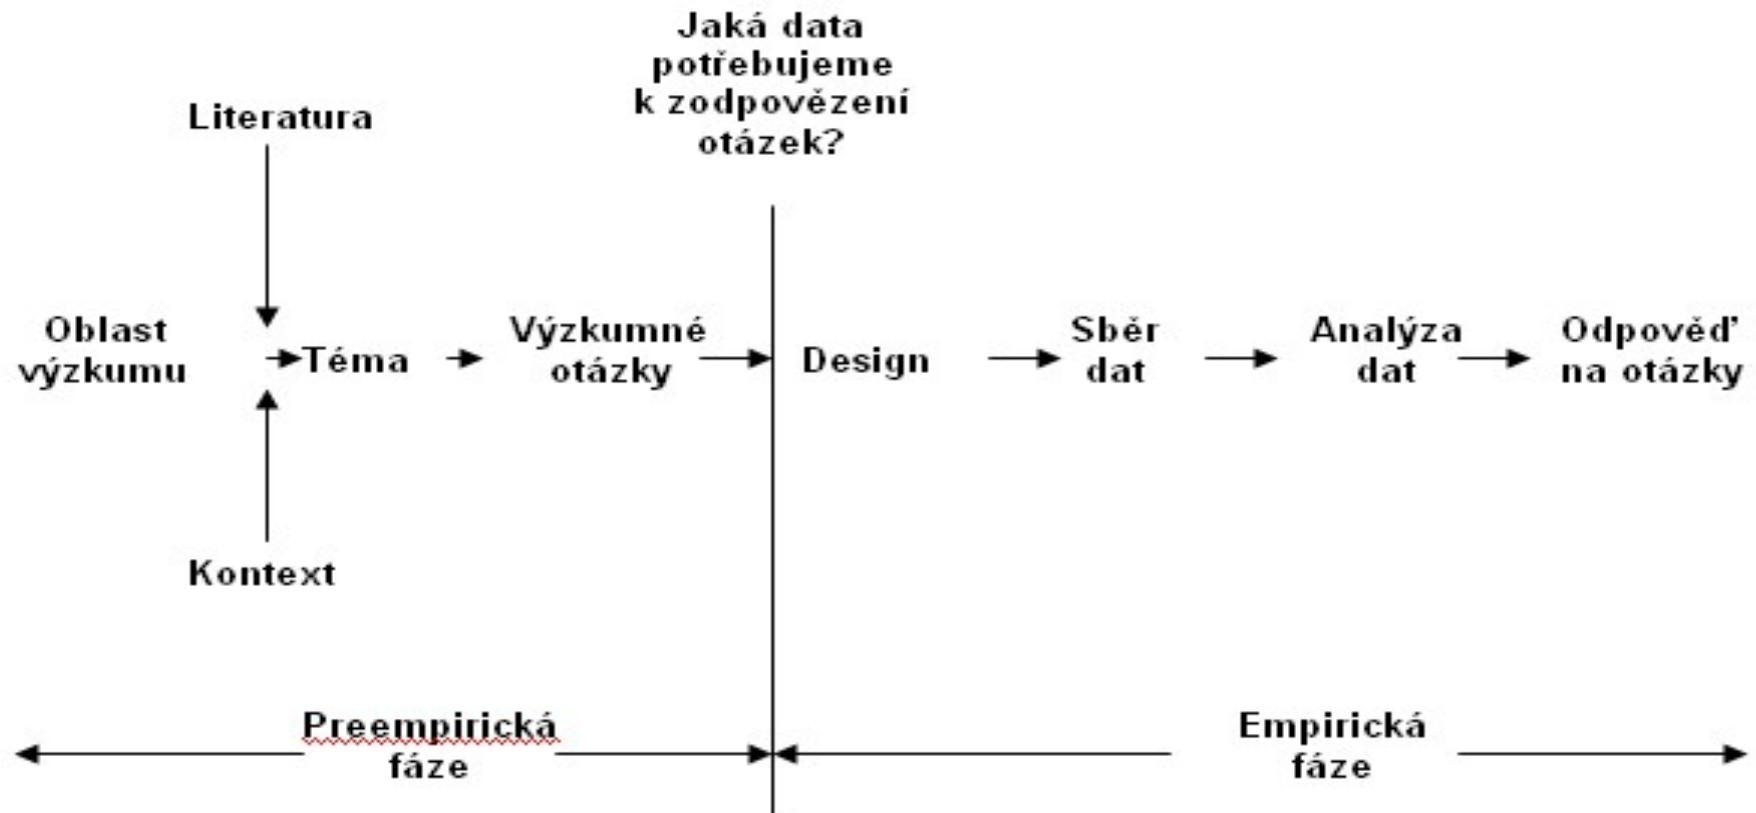 Jaká data
potřebujeme
k zodpovězení
otázek?
Literatura
Oblast
výzkumu
Téma
Výzkumné
otázky
Design
Sběr
dat
Analýza
dat
Odpověď
na otázky
Kontext
Preempirická
fáze
Empirická
fáze